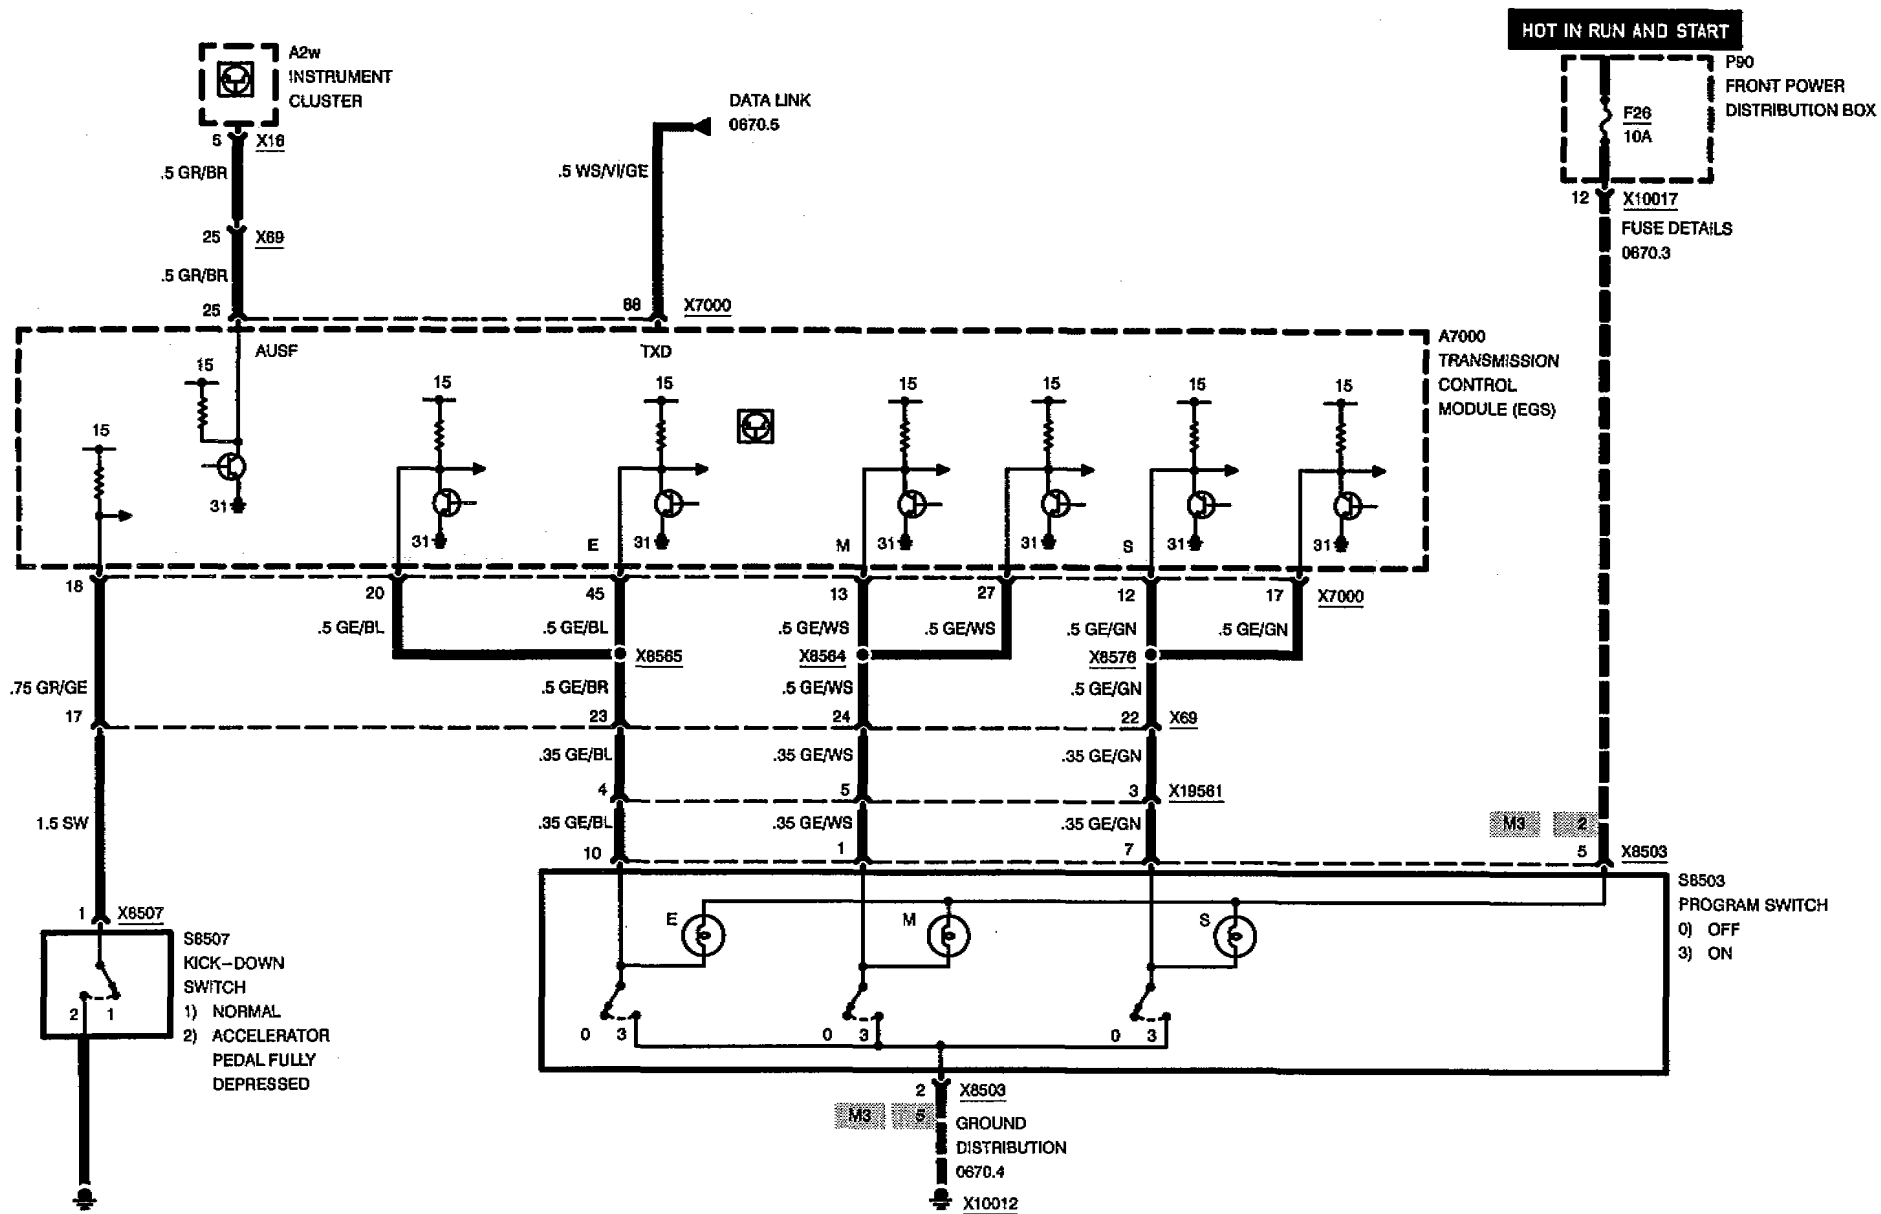 HOT IN RUN AND START
A2w
INSTRUMENT
CLUSTER
P90
FRONT POWER
DISTRIBUTION BOX
F26
10A
DATA LINK
0670.5
5 X16
.5 GR/BR
.5 WS/VI/GE
12 X10017
FUSE DETAILS
0670.3
25 X69
.5 GR/BR
25
88 X7000
AUSF
TXD
A7000
TRANSMISSION
CONTROL
MODULE (EGS)
15 15 15 15 15 15 15 15
31 31 31 31 31 31 31
E M S
18 20 45 13 27 12 17 X7000
.5 GE/BL .5 GE/BL .5 GE/WS .5 GE/WS .5 GE/GN .5 GE/GN
X8565 X8564 X8576
.75 GR/GE .5 GE/BR .5 GE/WS .5 GE/GN
17 23 24 22 X69
.35 GE/BL .35 GE/WS .35 GE/GN
4 5 3 X19561
1.5 SW .35 GE/BL .35 GE/WS .35 GE/GN
M3 2
10 1 7 5 X8503
S8503
PROGRAM SWITCH
0) OFF
3) ON
1 X8507
E M S
S8507
KICK-DOWN
SWITCH
1) NORMAL
2) ACCELERATOR
PEDAL FULLY
DEPRESSED
2 1
0 3 0 3 0 3
2 X8503
M3 5
GROUND
DISTRIBUTION
0670.4
X10012